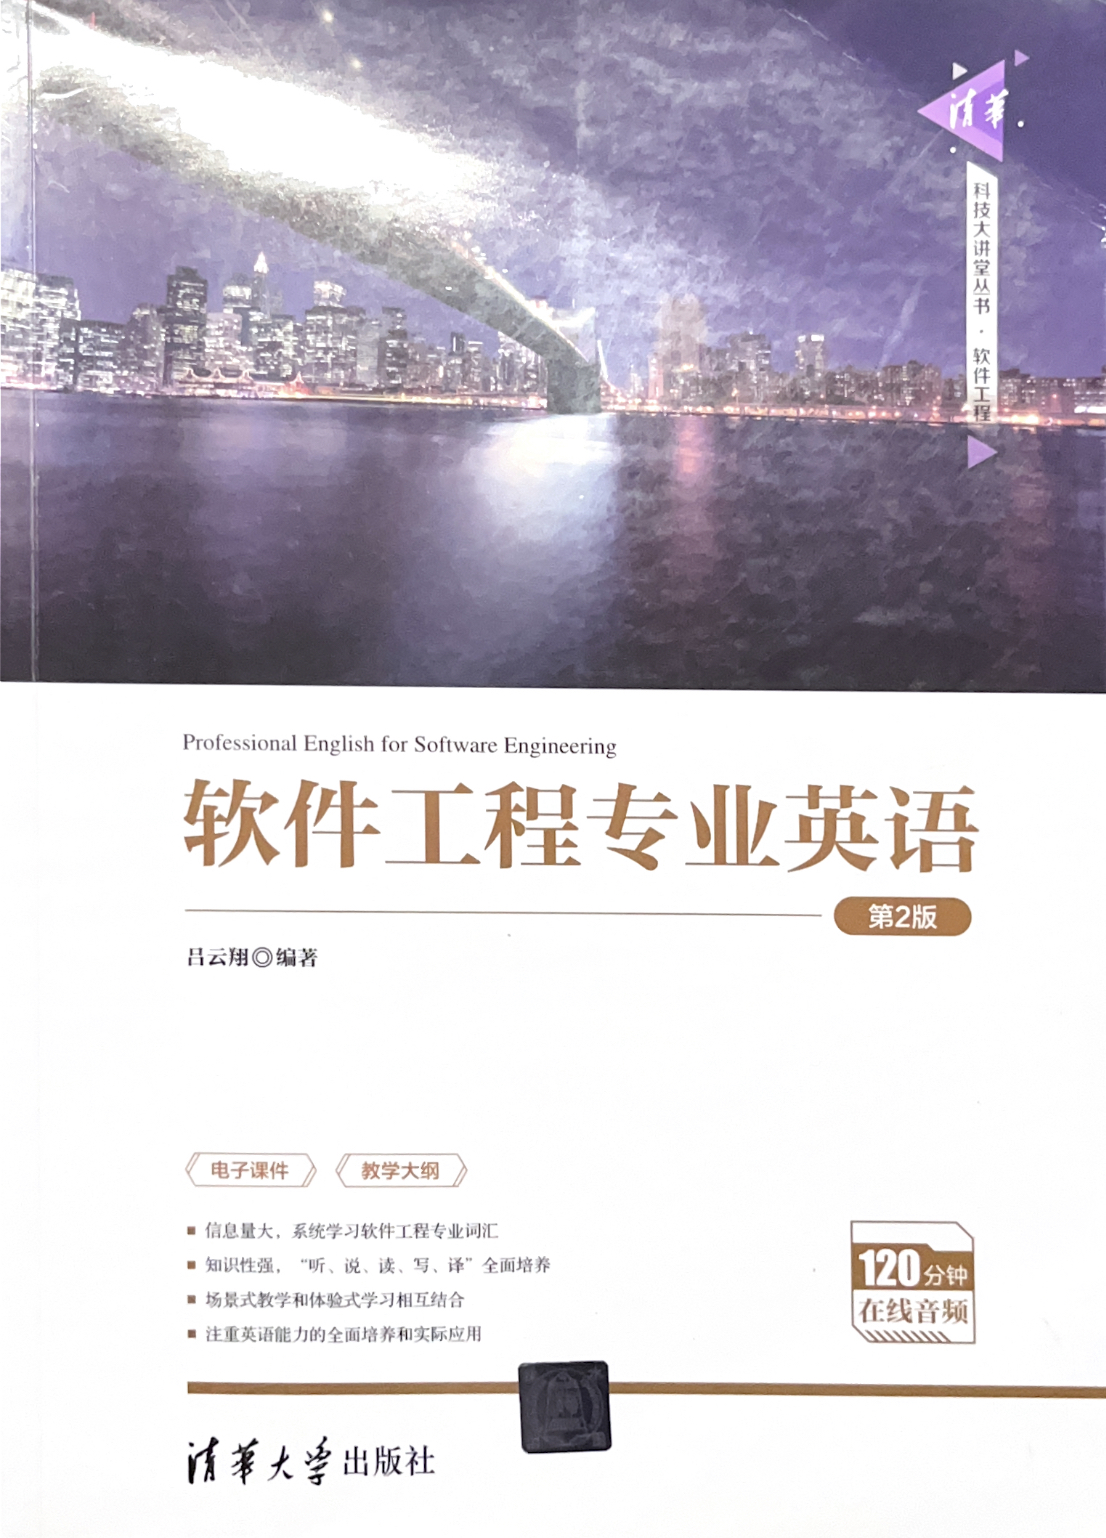 清华
科技大讲堂丛书·软件工程
Professional English for Software Engineering
软件工程专业英语
第2版
吕云翔◎编著
电子课件
教学大纲
■ 信息量大，系统学习软件工程专业词汇
■ 知识性强，“听、说、读、写、译”全面培养
■ 场景式教学和体验式学习相互结合
■ 注重英语能力的全面培养和实际应用
120分钟
在线音频
清华大学出版社